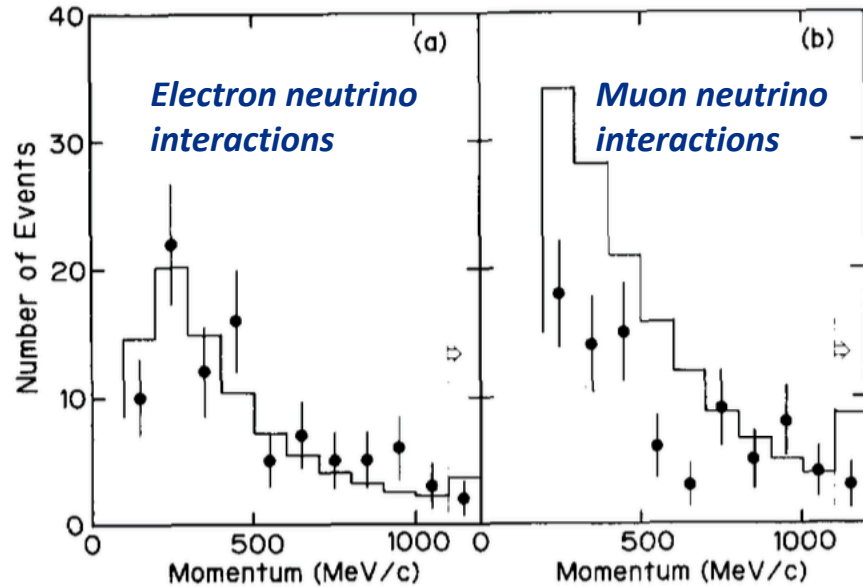 Number of Events
40
30
20
10
0
(a)
Electron neutrino
interactions
0
500
1000
Momentum (MeV/c)
(b)
Muon neutrino
interactions
0
500
1000
Momentum (MeV/c)